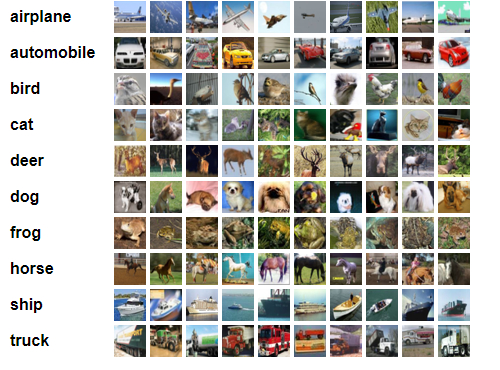 airplane
automobile
bird
cat
deer
dog
frog
horse
ship
truck